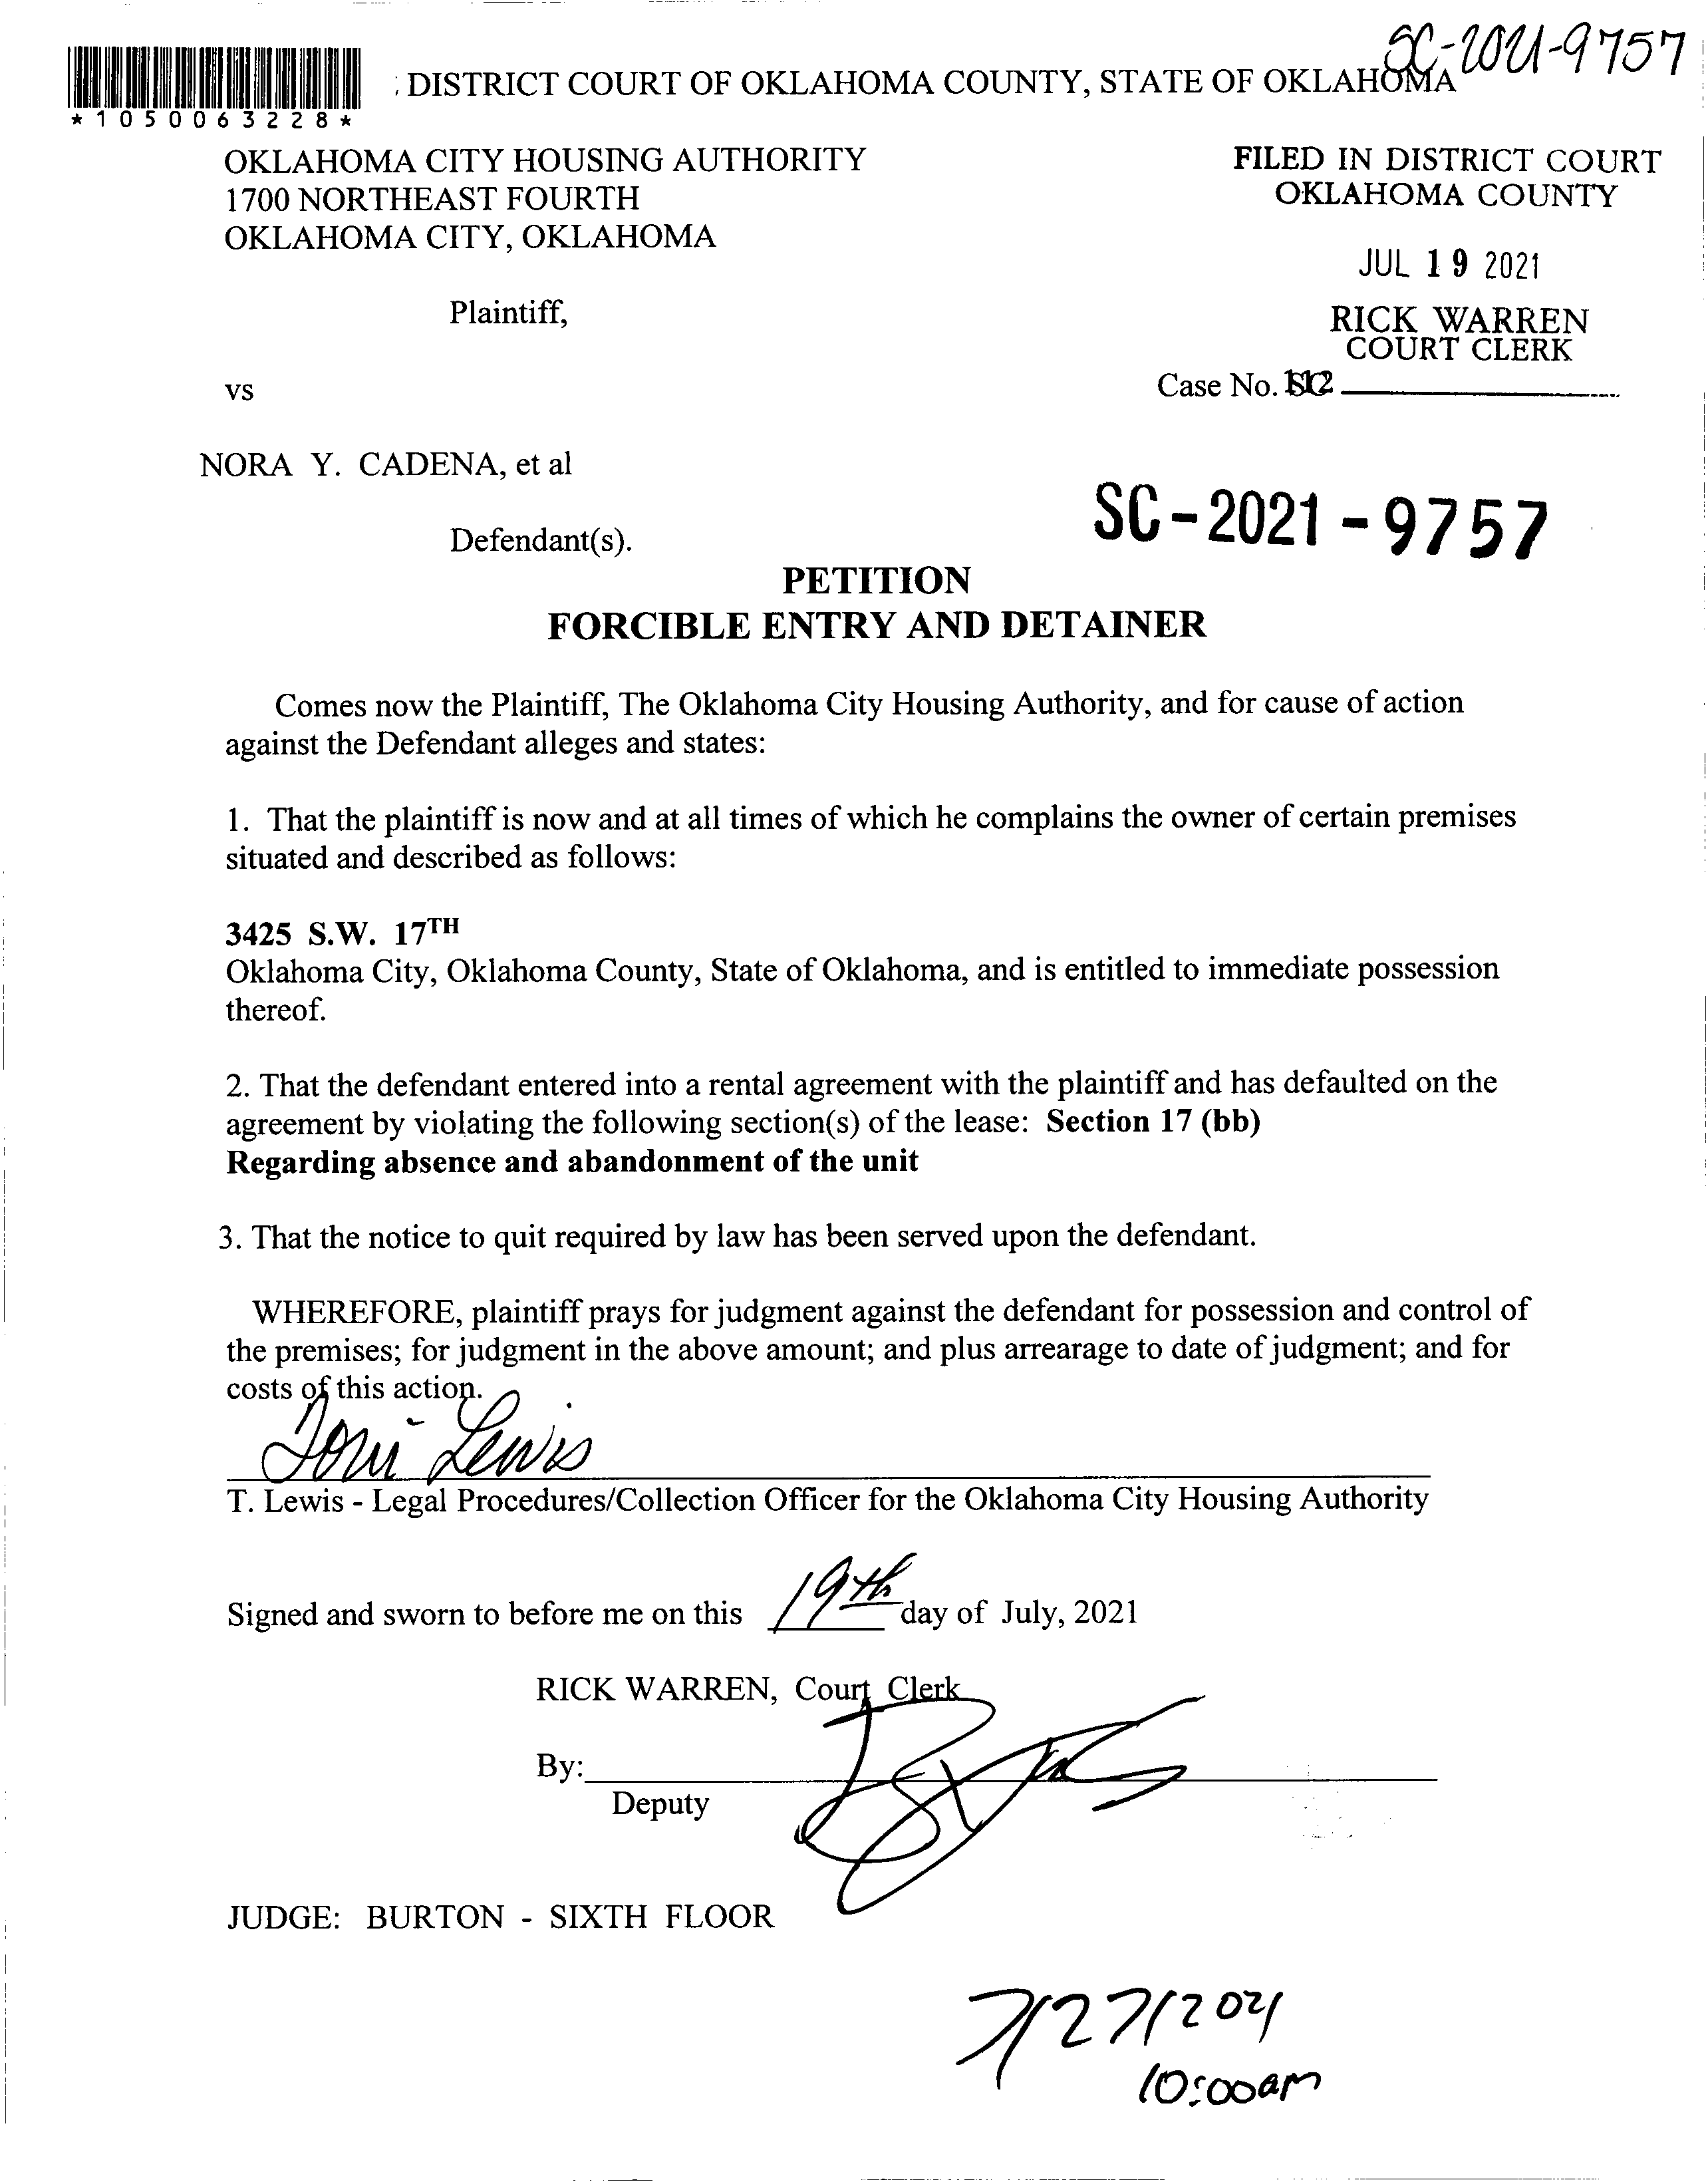 SC-2021-9757
: DISTRICT COURT OF OKLAHOMA COUNTY, STATE OF OKLAHOMA
*1050063228*
OKLAHOMA CITY HOUSING AUTHORITY
1700 NORTHEAST FOURTH
OKLAHOMA CITY, OKLAHOMA
FILED IN DISTRICT COURT
OKLAHOMA COUNTY
JUL 19 2021
RICK WARREN
COURT CLERK
Plaintiff,
vs
Case No. SC
112
NORA Y. CADENA, et al
SC-2021-9757
Defendant(s).
PETITION
FORCIBLE ENTRY AND DETAINER
Comes now the Plaintiff, The Oklahoma City Housing Authority, and for cause of action
against the Defendant alleges and states:
1. That the plaintiff is now and at all times of which he complains the owner of certain premises
situated and described as follows:
3425 S.W. 17TH
Oklahoma City, Oklahoma County, State of Oklahoma, and is entitled to immediate possession
thereof.
2. That the defendant entered into a rental agreement with the plaintiff and has defaulted on the
agreement by violating the following section(s) of the lease: Section 17 (bb)
Regarding absence and abandonment of the unit
3. That the notice to quit required by law has been served upon the defendant.
WHEREFORE, plaintiff prays for judgment against the defendant for possession and control of
the premises; for judgment in the above amount; and plus arrearage to date of judgment; and for
costs of this action.
Toni Lewis
T. Lewis - Legal Procedures/Collection Officer for the Oklahoma City Housing Authority
Signed and sworn to before me on this 19th day of July, 2021
RICK WARREN, Court Clerk
By:
Deputy
JUDGE: BURTON - SIXTH FLOOR
7/27/2021
10:00am